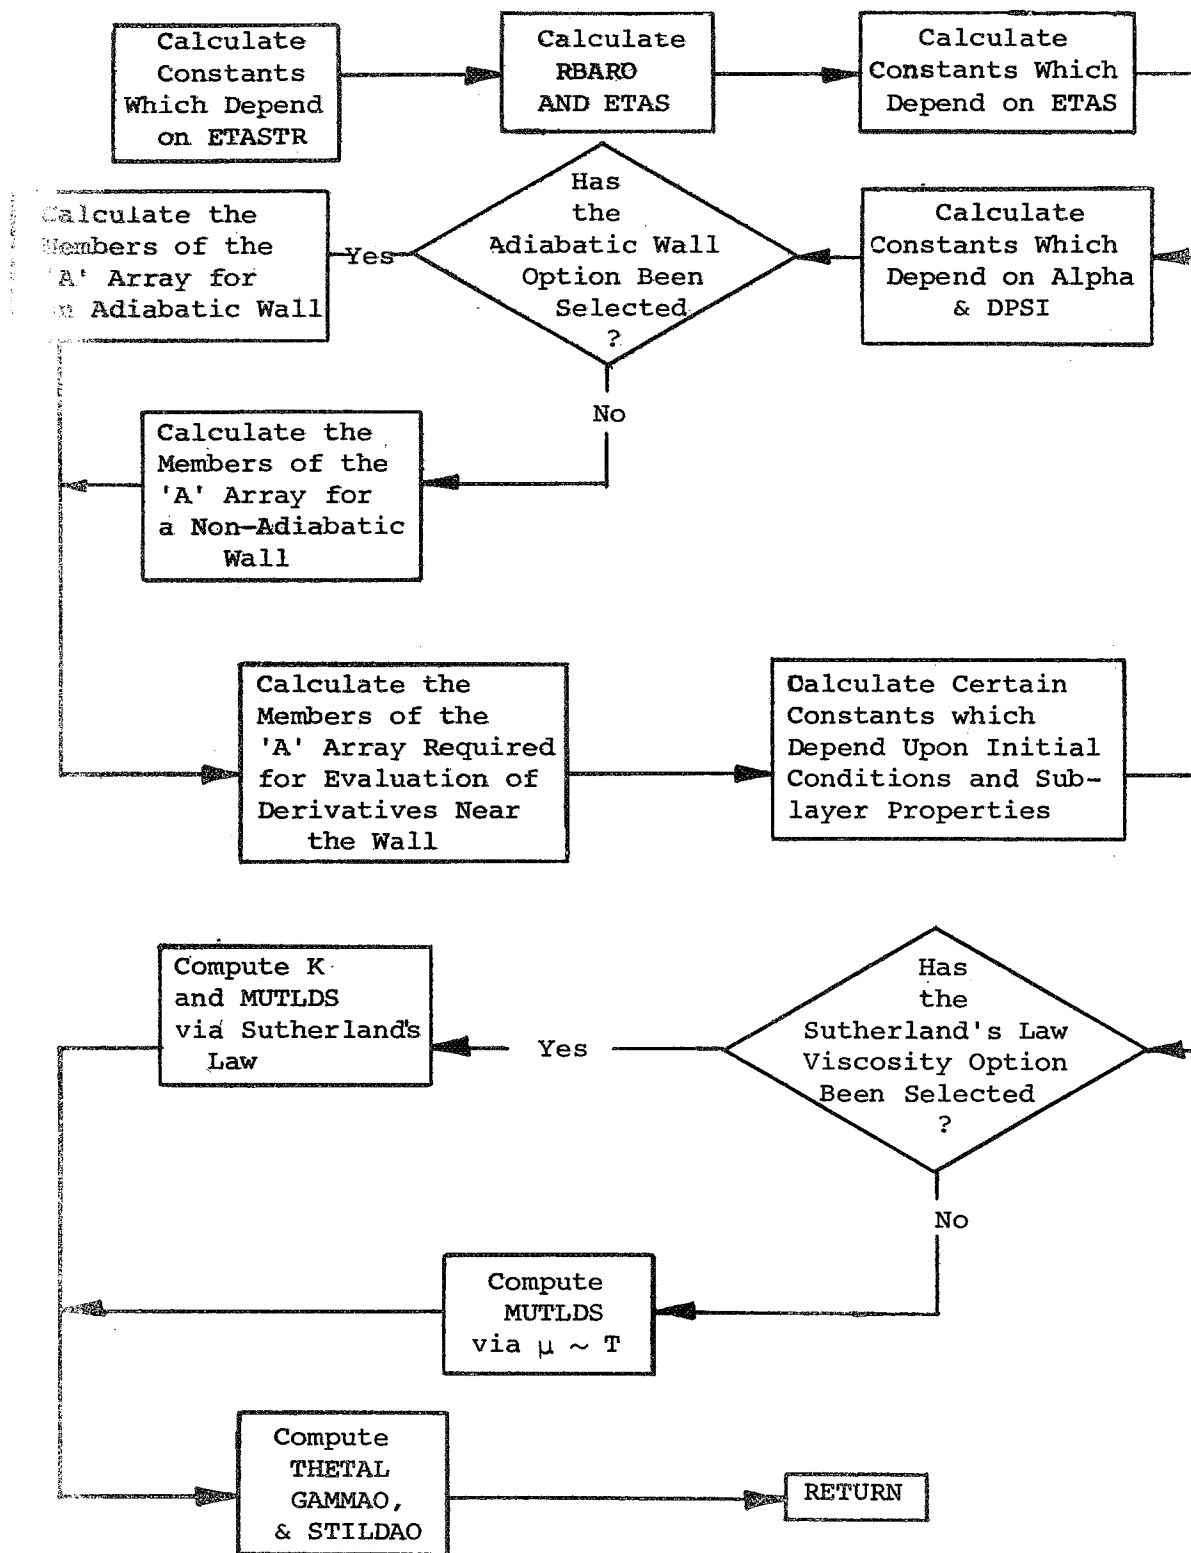 Calculate
Constants
Which Depend
on ETASTR
Calculate
RBARO
AND ETAS
Calculate
Constants Which
Depend on ETAS
Calculate the
Members of the
'A' Array for
an Adiabatic Wall
Yes
Has
the
Adiabatic Wall
Option Been
Selected
?
Calculate
Constants Which
Depend on Alpha
& DPSI
No
Calculate the
Members of the
'A' Array for
a Non-Adiabatic
Wall
Calculate the
Members of the
'A' Array Required
for Evaluation of
Derivatives Near
the Wall
Calculate Certain
Constants which
Depend Upon Initial
Conditions and Sub-
layer Properties
Compute K
and MUTLDS
via Sutherland's
Law
Yes
Has
the
Sutherland's Law
Viscosity Option
Been Selected
?
No
Compute
MUTLDS
via μ ~ T
Compute
THETAL
GAMMAO,
& STILDAO
RETURN